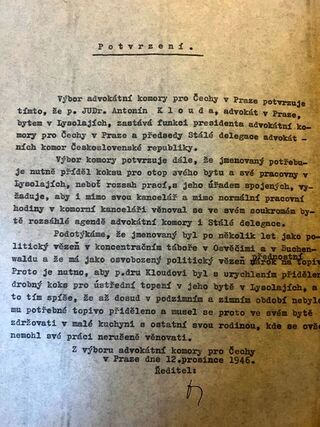 Potvrzení.
Výbor advokátní komory pro Čechy v Praze potvrzuje
tímto, že p. JUDr. Antonín Klouda, advokát v Praze,
bytem v Lysolajích, zastává funkci presidenta advokátní ko-
mory pro Čechy v Praze a předsedy Stálé delegace advokát -
ních komor Československé republiky.
Výbor komory potvrzuje dále, že jmenovaný potřebu-
je nutně příděl koksu pro otop svého bytu a své pracovny v
Lysolajích, neboť rozsah prací, s jeho úřadem spojených, vy-
žaduje, aby i mimo svou kancelář a mimo normální pracovní
hodiny v komorní kanceláři věnoval se ve svém soukromém by-
tě rozsáhlé agendě advokátní komory i Stálé delegace.
Podotýkáme, že jmenovaný byl po několik let jako po-
litický vězeň v koncentračním táboře v Osvěčimi a v Buchen-
waldu a že má jako osvobozený politický vězeň nárok na topiv
přednostní
Proto je nutno, aby p.dru Kloudovi byl s urychlením přidělen
drobný koks pro ústřední topení v jeho bytě v Lysolajích, a
to tím spíše, že až dosud v podzimním a zimním období nebylo
mu potřebné topivo přiděleno a musel se proto ve svém bytě
zdržovati v malé kuchyni s ostatní svou rodinou, kde se ovše
nemohl své práci nerušeně věnovati.
Z výboru advokátní komory pro Čechy
v Praze dne 12.prosince 1946.
Ředitel: